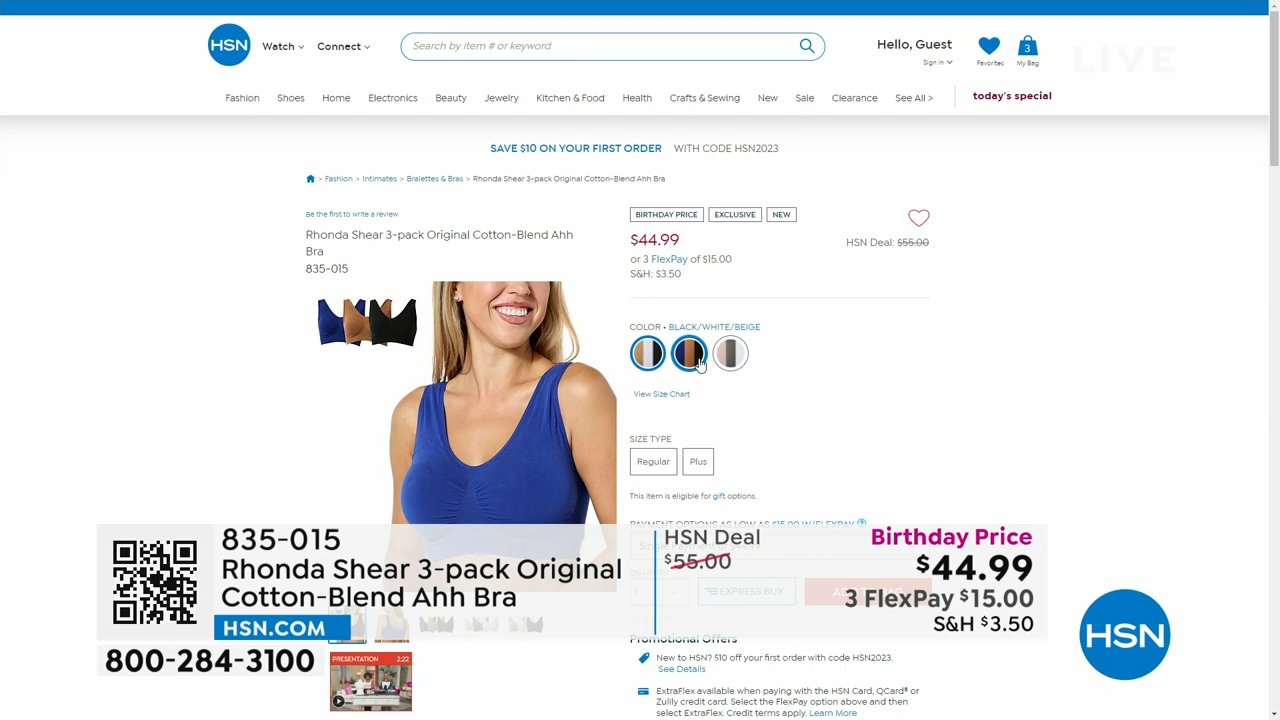 HSN
Watch
Connect
Search by item # or keyword
Hello, Guest
Sign In
Favorites
3
My Bag
LIVE
Fashion
Shoes
Home
Electronics
Beauty
Jewelry
Kitchen & Food
Health
Crafts & Sewing
New
Sale
Clearance
See All >
today's special
SAVE $10 ON YOUR FIRST ORDER WITH CODE HSN2023
> Fashion > Intimates > Bralettes & Bras > Rhonda Shear 3-pack Original Cotton-Blend Ahh Bra
Be the first to write a review
Rhonda Shear 3-pack Original Cotton-Blend Ahh
Bra
835-015
BIRTHDAY PRICE
EXCLUSIVE
NEW
$44.99
HSN Deal: $55.00
or 3 FlexPay of $15.00
S&H: $3.50
COLOR • BLACK/WHITE/BEIGE
View Size Chart
SIZE TYPE
Regular
Plus
This item is eligible for gift options.
PAYMENT OPTIONS AS LOW AS $15.00 W/FLEXPAY
EXPRESS BUY
835-015
Rhonda Shear 3-pack Original
Cotton-Blend Ahh Bra
HSN.COM
800-284-3100
HSN Deal
$55.00
Birthday Price
$44.99
3 FlexPay $15.00
S&H $3.50
HSN
PRESENTATION 2:22
Promotional Offers
New to HSN? $10 off your first order with code HSN2023.
See Details
ExtraFlex available when paying with the HSN Card, QCard® or
Zulily credit card. Select the FlexPay option above and then
select ExtraFlex. Credit terms apply. Learn More